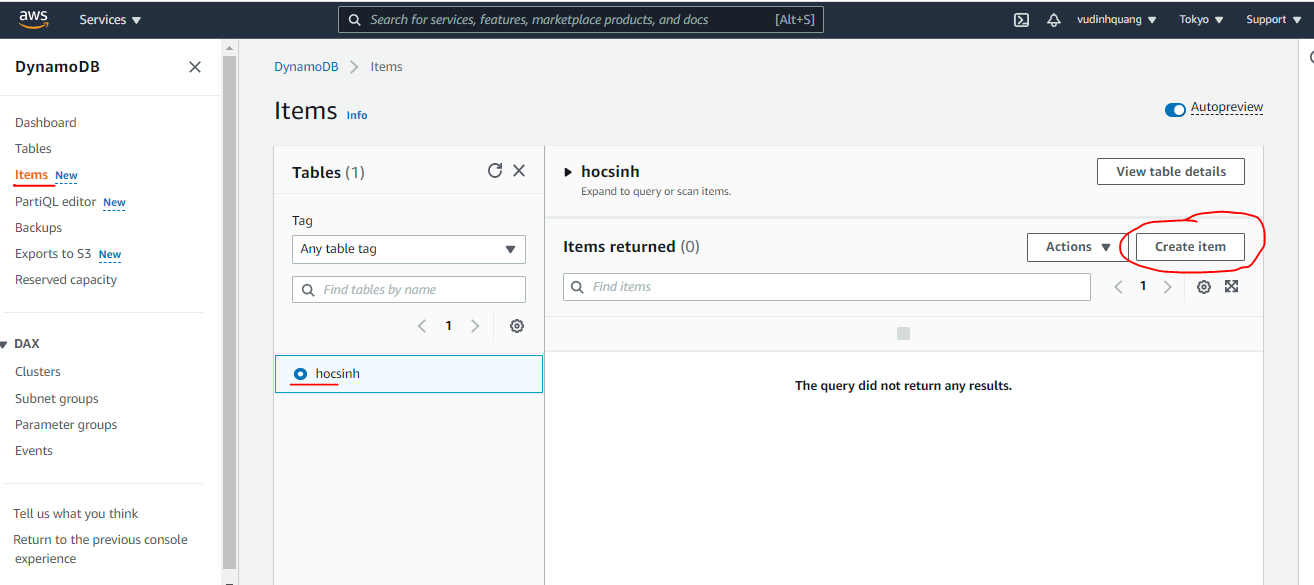 aws Services Search for services, features, marketplace products, and docs [Alt+S] vudinhquang Tokyo Support
DynamoDB
Dashboard
Tables
Items New
PartiQL editor New
Backups
Exports to S3 New
Reserved capacity
DAX
Clusters
Subnet groups
Parameter groups
Events
Tell us what you think
Return to the previous console
experience
DynamoDB Items
Items Info
Autopreview
Tables (1)
Tag
Any table tag
Find tables by name
1
hocsinh
hocsinh
Expand to query or scan items.
View table details
Items returned (0)
Actions
Create item
Find items
1
The query did not return any results.